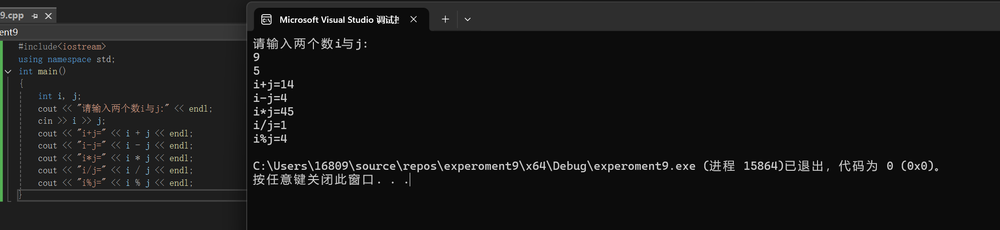 9.cpp
ent9
#include<iostream>
using namespace std;
int main()
{
int i, j;
cout << "请输入两个数i与j:" << endl;
cin >> i >> j;
cout << "i+j=" << i + j << endl;
cout << "i-j=" << i - j << endl;
cout << "i*j=" << i * j << endl;
cout << "i/j=" << i / j << endl;
cout << "i%j=" << i % j << endl;
}
Microsoft Visual Studio 调试
请输入两个数i与j:
9
5
i+j=14
i-j=4
i*j=45
i/j=1
i%j=4
C:\Users\16809\source\repos\experoment9\x64\Debug\experoment9.exe (进程 15864)已退出，代码为 0 (0x0)。
按任意键关闭此窗口. . .